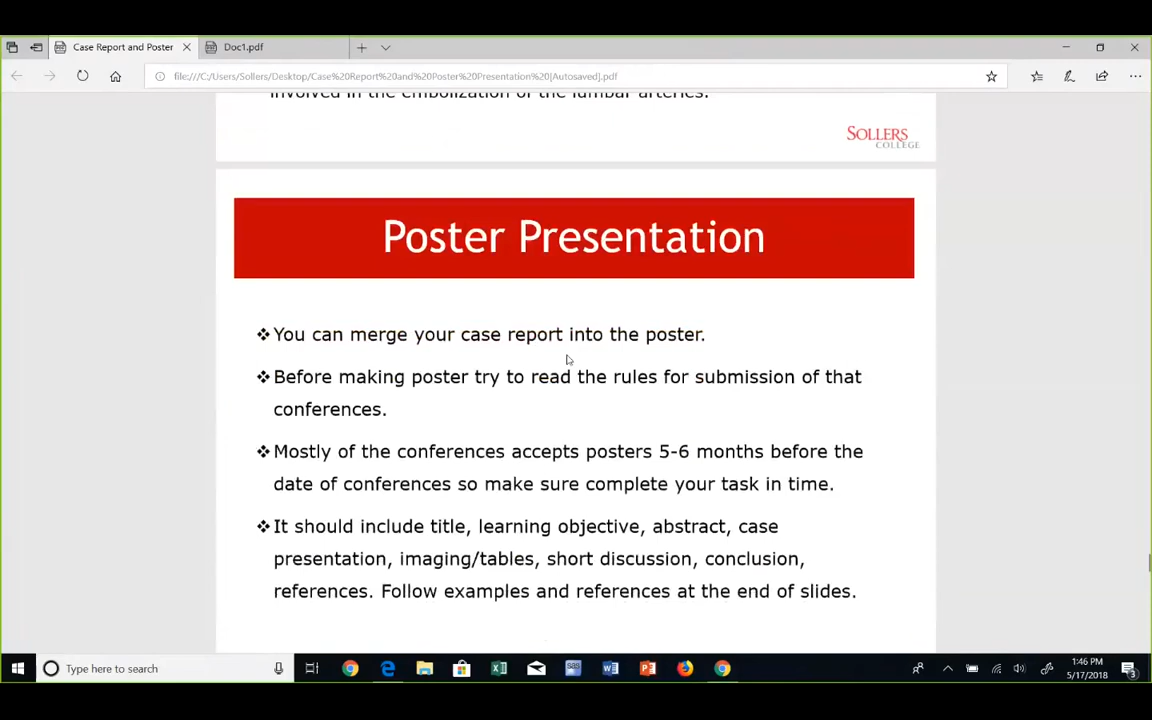 Case Report and Poster
Doc1.pdf
file:///C:/Users/Sollers/Desktop/Case%20Report%20and%20Poster%20Presentation%20[Autosaved].pdf
involved in the embolization of the lumbar arteries.
SOLLERS
COLLEGE
Poster Presentation
❖You can merge your case report into the poster.
❖Before making poster try to read the rules for submission of that
conferences.
❖Mostly of the conferences accepts posters 5-6 months before the
date of conferences so make sure complete your task in time.
❖It should include title, learning objective, abstract, case
presentation, imaging/tables, short discussion, conclusion,
references. Follow examples and references at the end of slides.
Type here to search
1:46 PM
5/17/2018
3